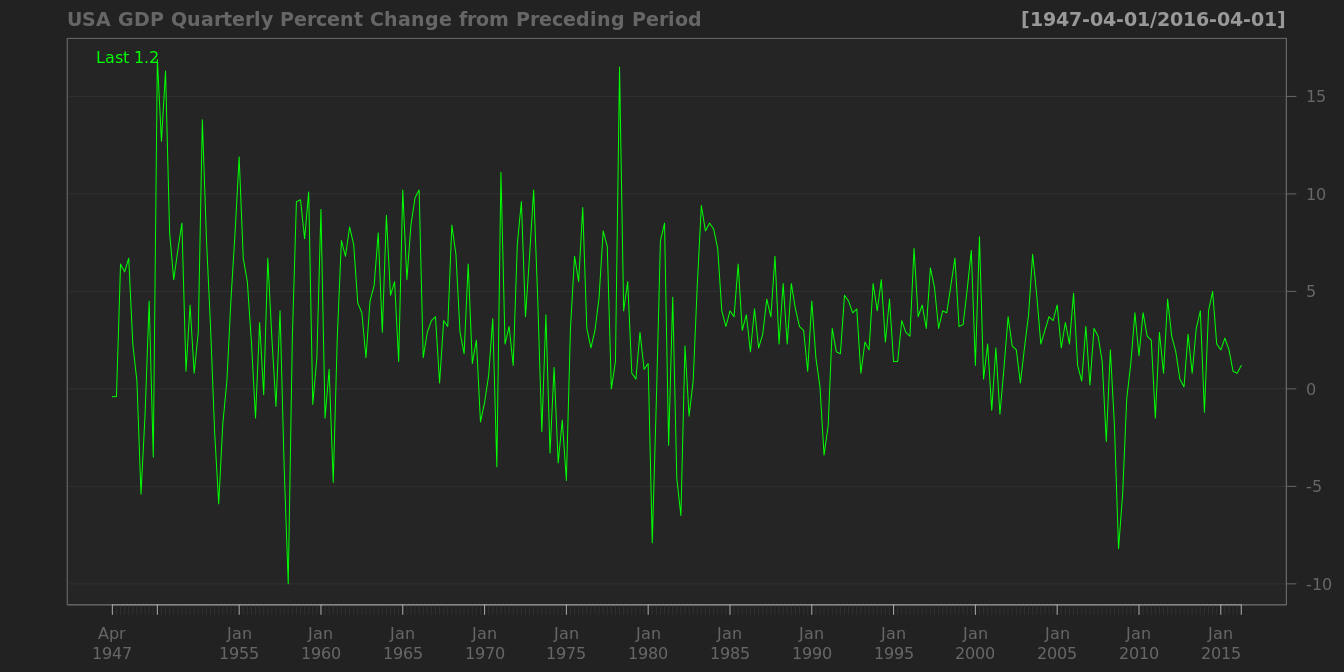 USA GDP Quarterly Percent Change from Preceding Period
[1947-04-01/2016-04-01]
Last 1.2
15
10
5
0
-5
-10
Apr Jan Jan Jan Jan Jan Jan Jan Jan Jan Jan Jan Jan Jan
1947 1955 1960 1965 1970 1975 1980 1985 1990 1995 2000 2005 2010 2015